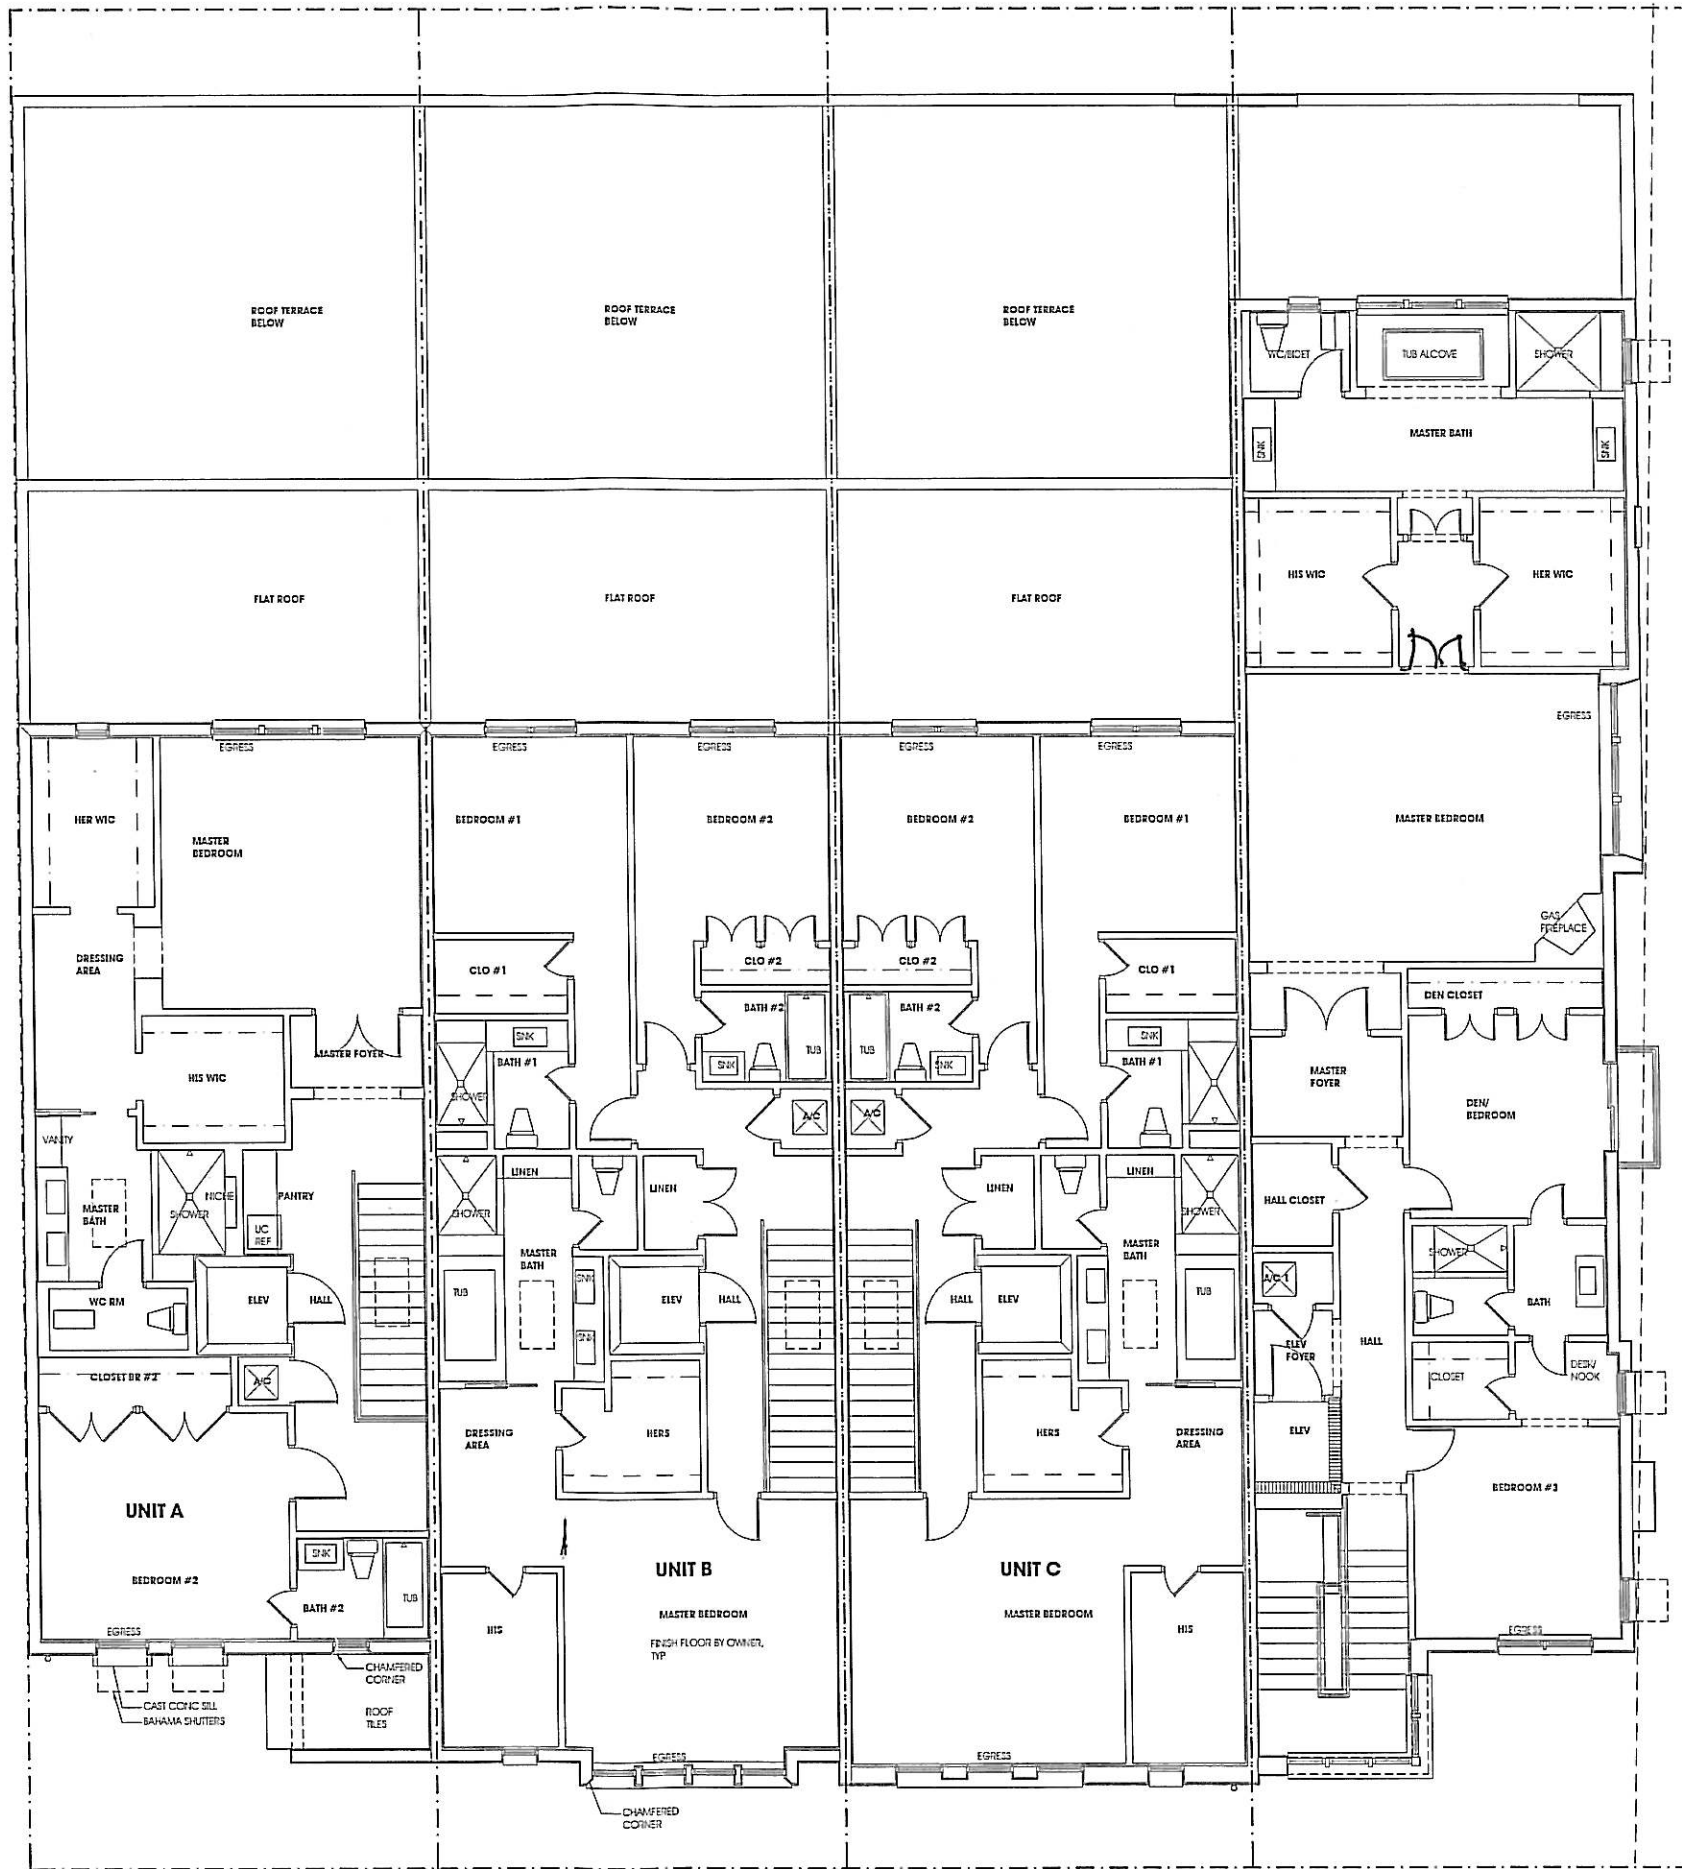 ROOF TERRACE
BELOW
ROOF TERRACE
BELOW
ROOF TERRACE
BELOW
WC/BIDET
TUB ALCOVE
SHOWER
SNK
MASTER BATH
SNK
FLAT ROOF
FLAT ROOF
FLAT ROOF
HIS WIC
HER WIC
EGRESS
EGRESS
EGRESS
EGRESS
EGRESS
EGRESS
HER WIC
MASTER
BEDROOM
BEDROOM #1
BEDROOM #2
BEDROOM #2
BEDROOM #1
MASTER BEDROOM
GAS
FIREPLACE
DRESSING
AREA
CLO #1
CLO #2
CLO #2
CLO #1
DEN CLOSET
MASTER FOYER
HIS WIC
SNK
BATH #1
SHOWER
BATH #2
SNK
TUB
BATH #2
TUB
SNK
SNK
BATH #1
MASTER
FOYER
DEN/
BEDROOM
A/C
A/C
VANITY
MASTER
BATH
SHOWER
NICHE
PANTRY
UC
REF
LINEN
SHOWER
LINEN
LINEN
LINEN
SHOWER
HALL CLOSET
MASTER
BATH
MASTER
BATH
SHOWER
BATH
WC RM
ELEV
HALL
TUB
SNK
SNK
ELEV
HALL
HALL
ELEV
TUB
A/C 1
ELEV
FOYER
HALL
CLOSET BR #2
A/C
CLOSET
DESK/
NOOK
DRESSING
AREA
HERS
HERS
DRESSING
AREA
ELEV
BEDROOM #3
EGRESS
UNIT A
BEDROOM #2
SNK
BATH #2
TUB
EGRESS
UNIT B
MASTER BEDROOM
FINISH FLOOR BY OWNER,
TYP
HIS
UNIT C
MASTER BEDROOM
HIS
CHAMFERED
CORNER
CAST CONC SILL
BAHAMA SHUTTERS
ROOF
TILES
EGRESS
EGRESS
CHAMFERED
CORNER